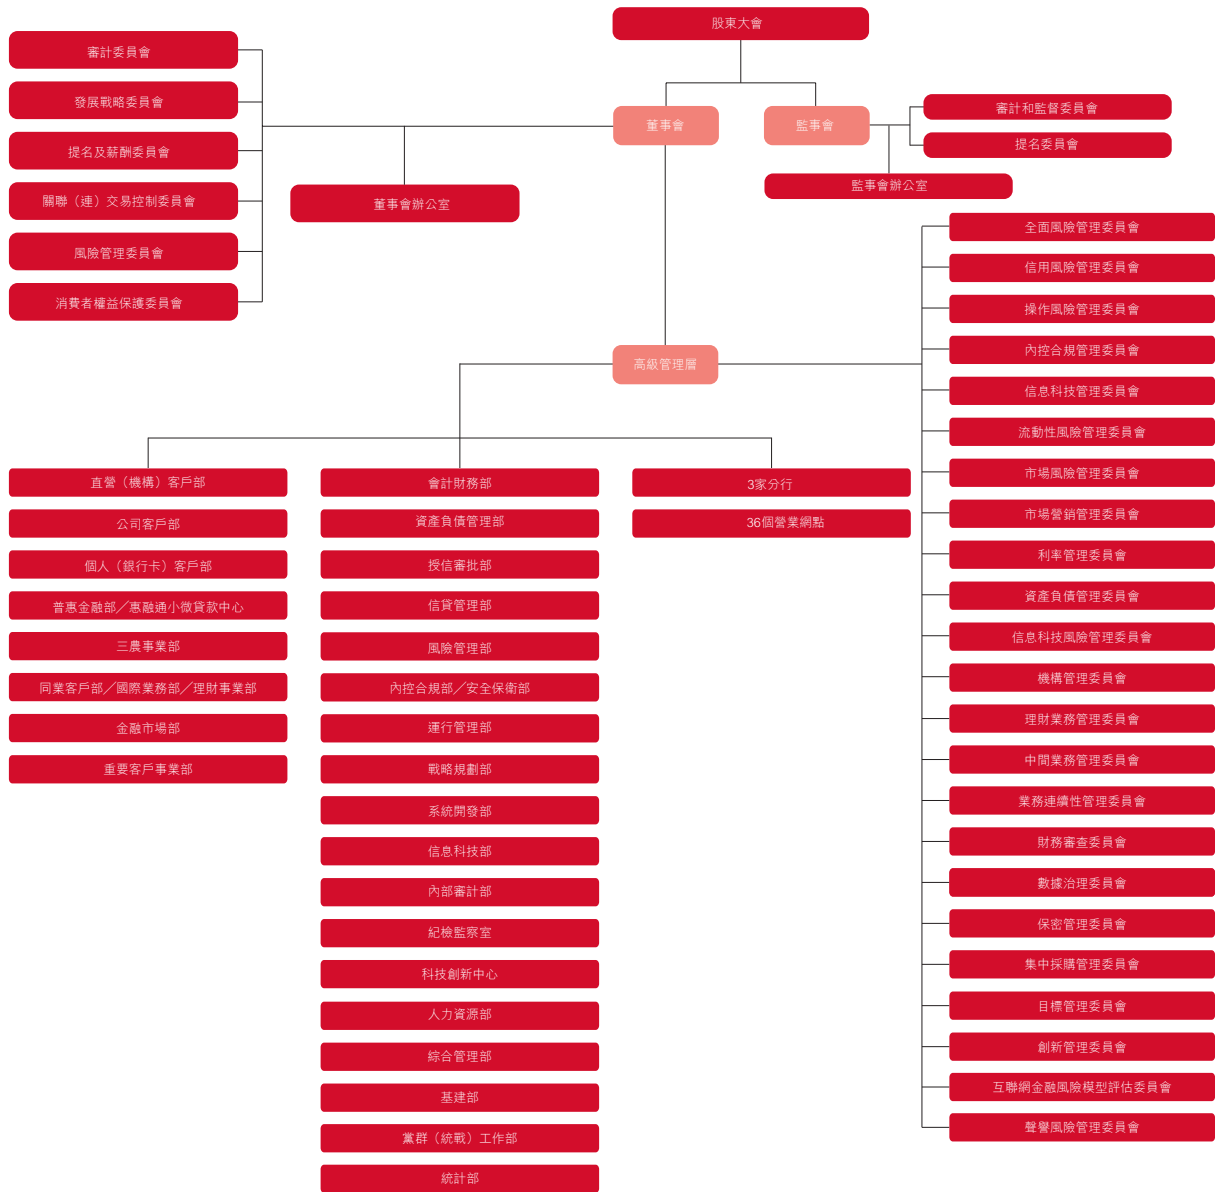 股東大會
董事會
監事會
審計委員會
發展戰略委員會
提名及薪酬委員會
關聯（連）交易控制委員會
風險管理委員會
消費者權益保護委員會
董事會辦公室
審計和監督委員會
提名委員會
監事會辦公室
高級管理層
直營（機構）客戶部
公司客戶部
個人（銀行卡）客戶部
普惠金融部／惠融通小微貸款中心
三農事業部
同業客戶部／國際業務部／理財事業部
金融市場部
重要客戶事業部
會計財務部
資產負債管理部
授信審批部
信貸管理部
風險管理部
內控合規部／安全保衛部
運行管理部
戰略規劃部
系統開發部
信息科技部
內部審計部
紀檢監察室
科技創新中心
人力資源部
綜合管理部
基建部
黨群（統戰）工作部
統計部
3家分行
36個營業網點
全面風險管理委員會
信用風險管理委員會
操作風險管理委員會
內控合規管理委員會
信息科技管理委員會
流動性風險管理委員會
市場風險管理委員會
市場營銷管理委員會
利率管理委員會
資產負債管理委員會
信息科技風險管理委員會
機構管理委員會
理財業務管理委員會
中間業務管理委員會
業務連續性管理委員會
財務審查委員會
數據治理委員會
保密管理委員會
集中採購管理委員會
目標管理委員會
創新管理委員會
互聯網金融風險模型評估委員會
聲譽風險管理委員會